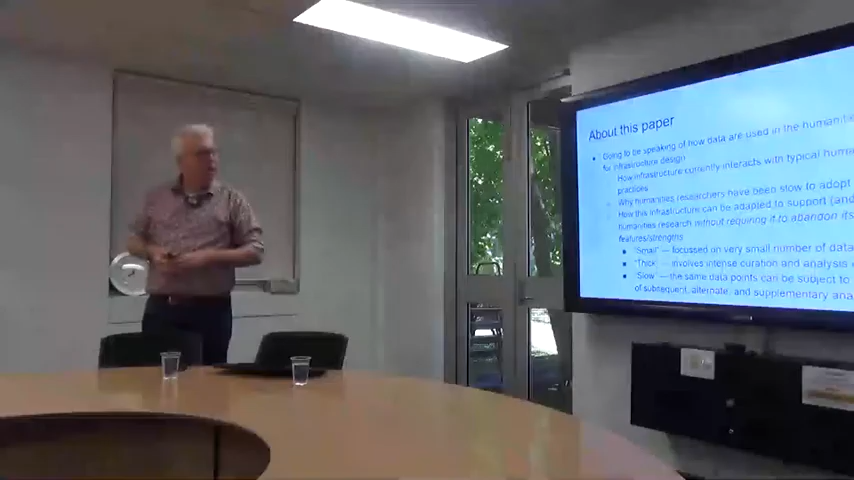 About this paper
Going to be speaking of how data are used in the humanities
for infrastructure design
How infrastructure currently interacts with typical human
practices
Why humanities researchers have been slow to adopt
How this infrastructure can be adapted to support (and
humanities research without requiring it to abandon its
features/strengths
"Small" — focussed on very small number of data
"Thick" — involves intense curation and analysis
"Slow" — the same data points can be subject to
of subsequent, alternate, and supplementary ana